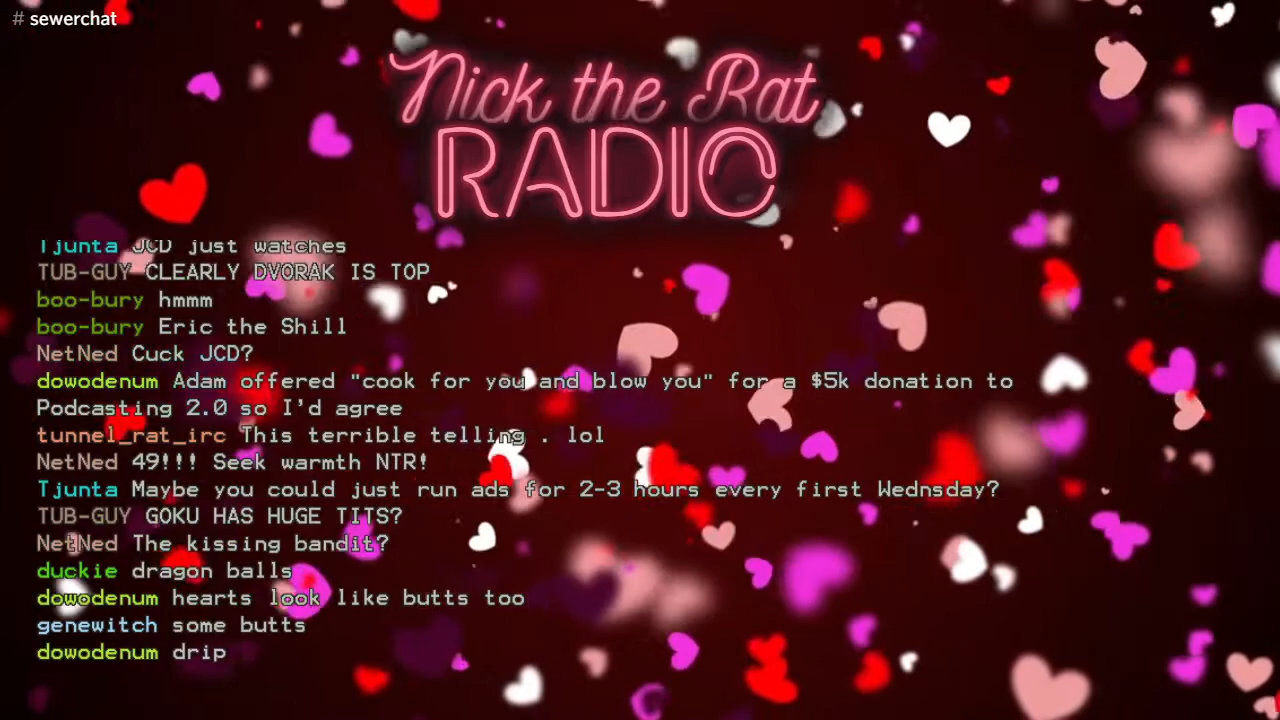 # sewerchat
Nick the Rat
RADIO
Tjunta JCD just watches
TUB-GUY CLEARLY DVORAK IS TOP
boo-bury hmmm
boo-bury Eric the Shill
NetNed Cuck JCD?
dowodenum Adam offered "cook for you and blow you" for a $5k donation to
Podcasting 2.0 so I'd agree
tunnel_rat_irc This terrible telling . lol
NetNed 49!!! Seek warmth NTR!
Tjunta Maybe you could just run ads for 2-3 hours every first Wednsday?
TUB-GUY GOKU HAS HUGE TITS?
NetNed The kissing bandit?
duckie dragon balls
dowodenum hearts look like butts too
genewitch some butts
dowodenum drip